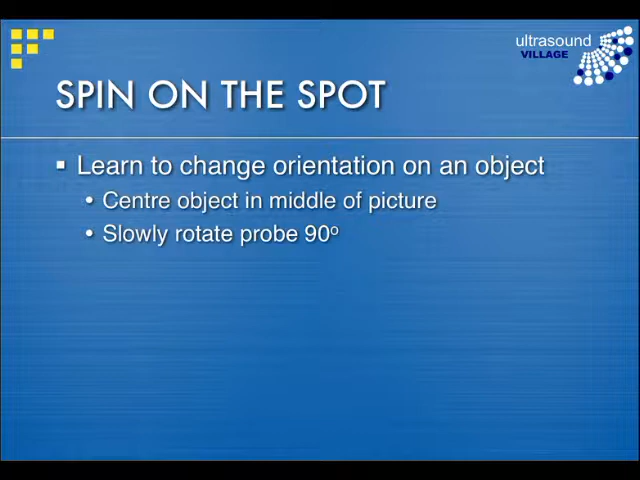 ultrasound
VILLAGE
SPIN ON THE SPOT
▪ Learn to change orientation on an object
• Centre object in middle of picture
• Slowly rotate probe 90º